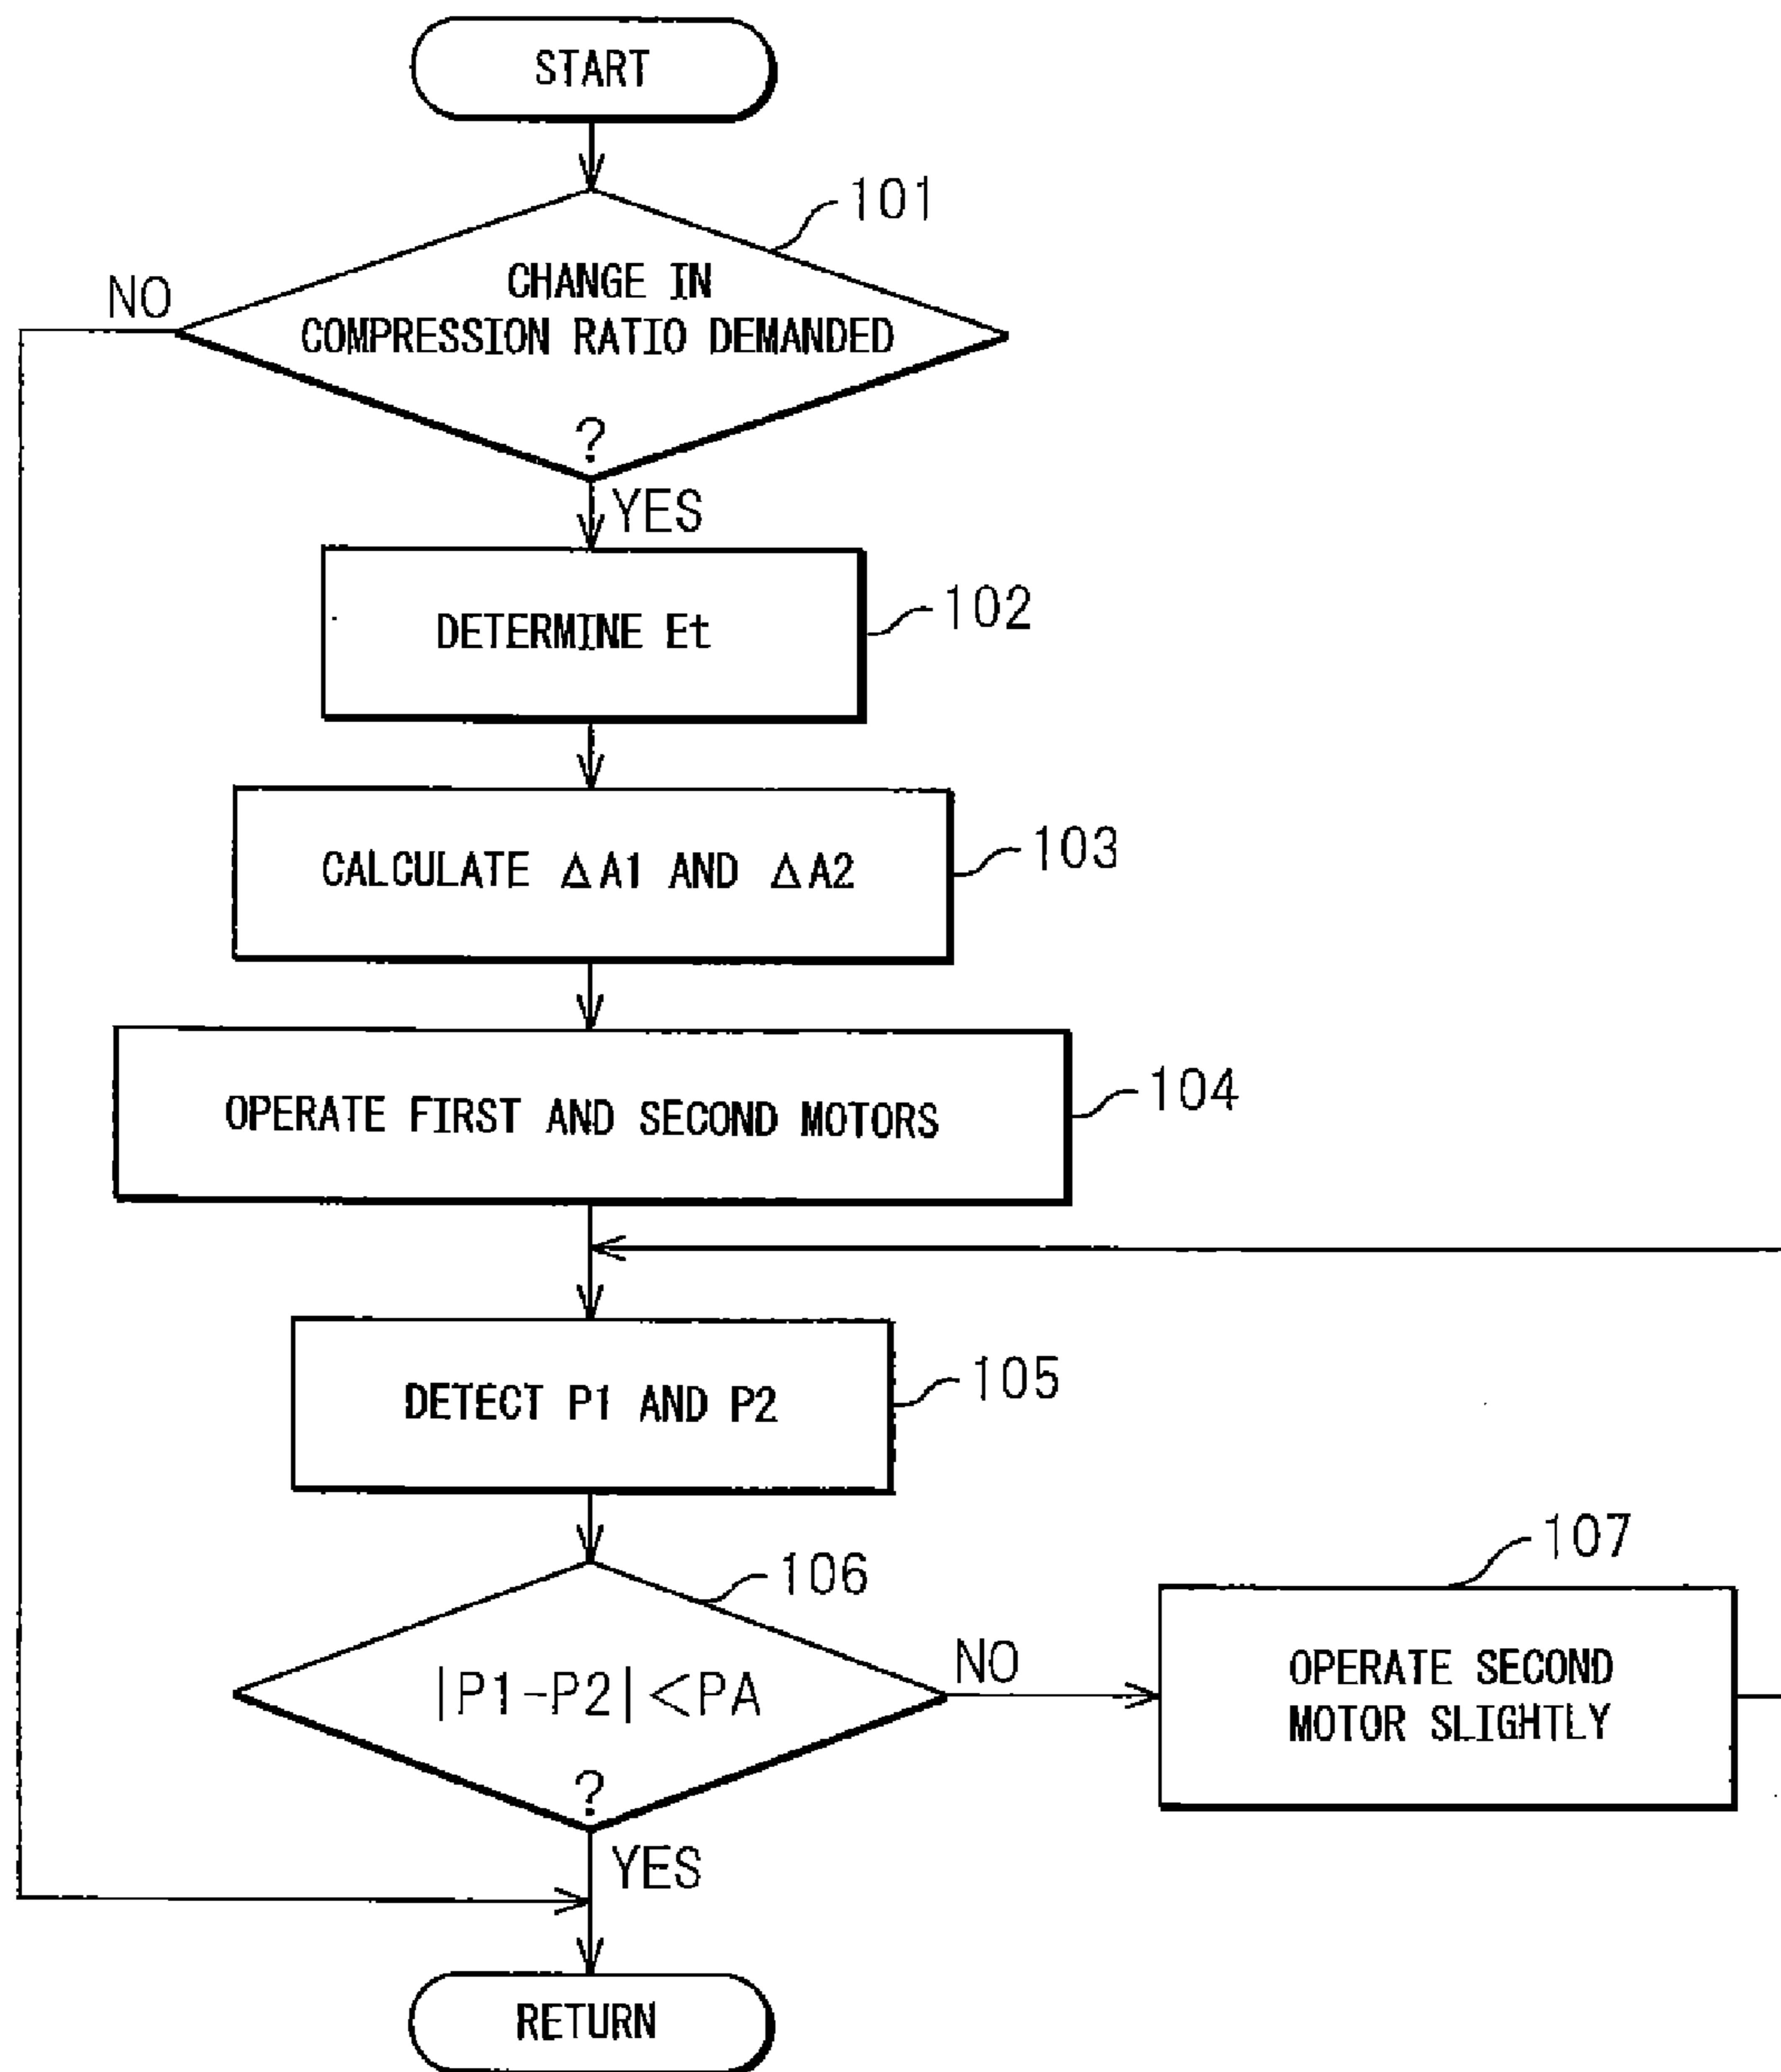 START
101
CHANGE IN
COMPRESSION RATIO DEMANDED
?
NO
YES
DETERMINE Et
102
CALCULATE ΔA1 AND ΔA2
103
OPERATE FIRST AND SECOND MOTORS
104
DETECT P1 AND P2
105
106
|P1-P2|<PA
?
NO
107
OPERATE SECOND
MOTOR SLIGHTLY
YES
RETURN